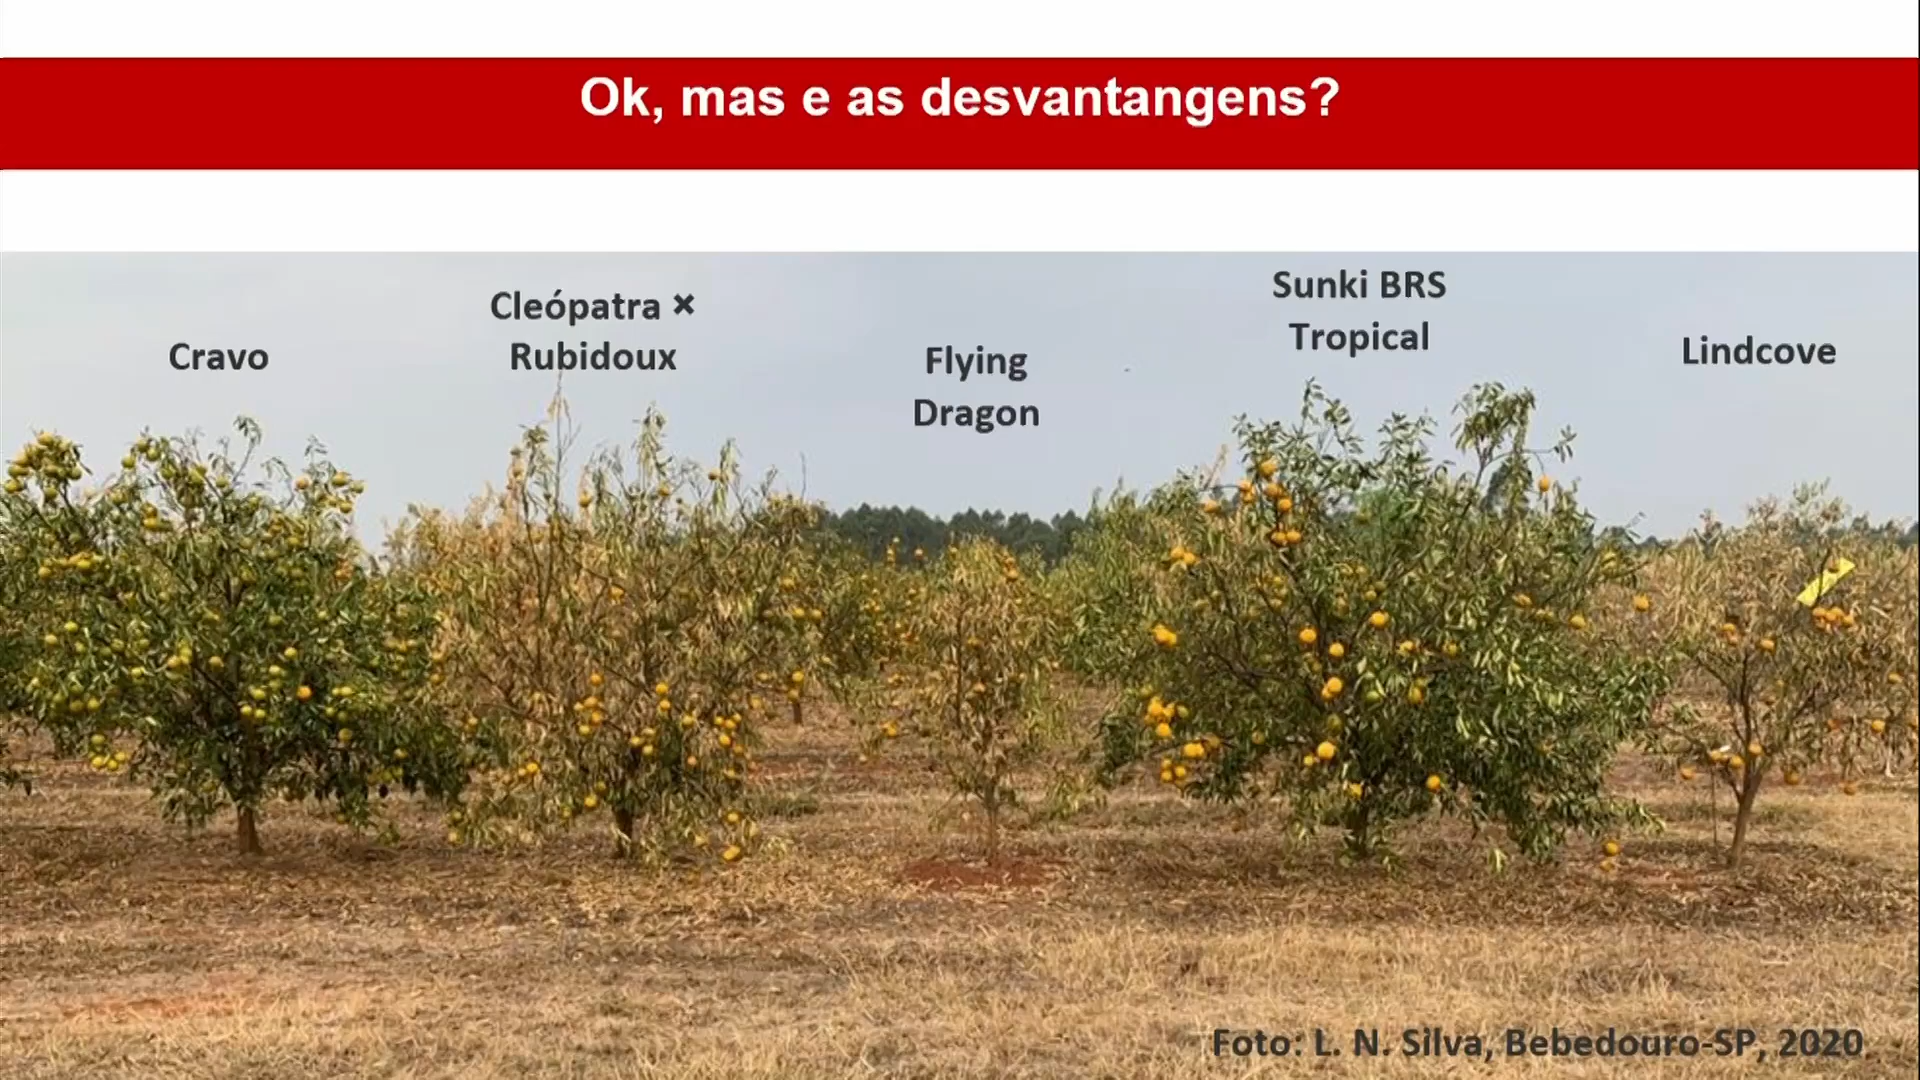 Ok, mas e as desvantangens?
Cravo
Cleópatra ×
Rubidoux
Flying
Dragon
Sunki BRS
Tropical
Lindcove
Foto: L. N. Silva, Bebedouro-SP, 2020